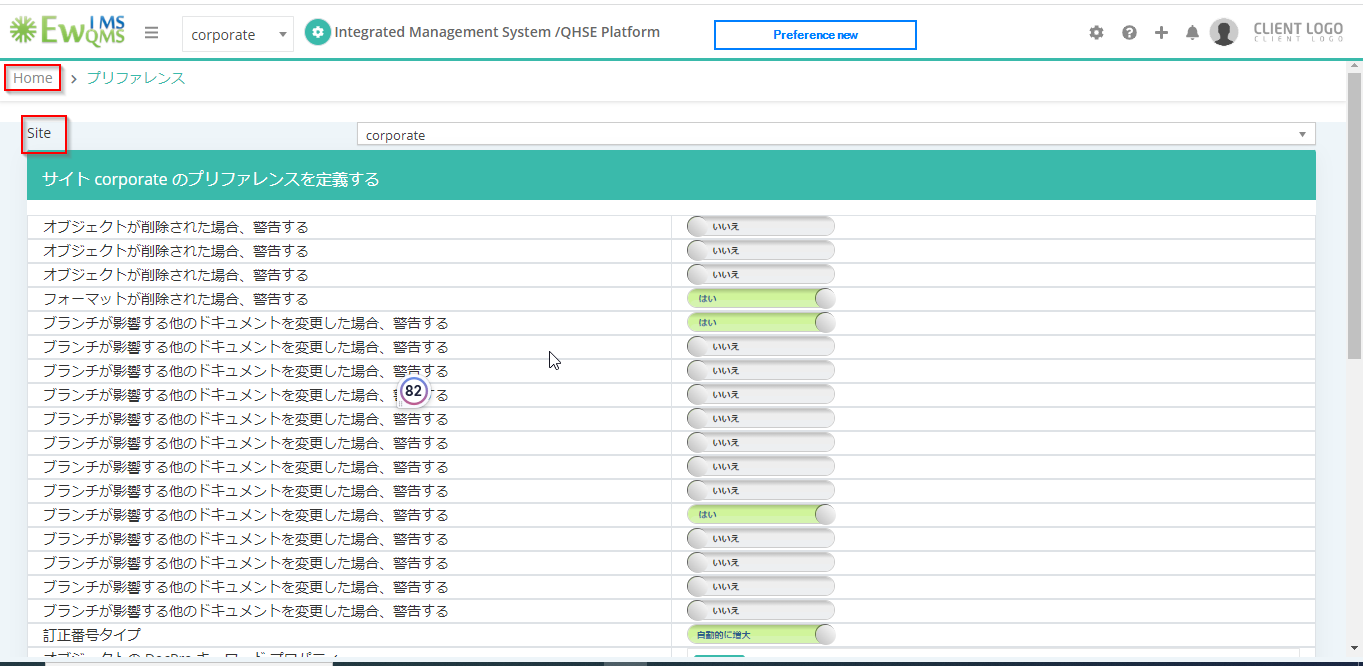 EwQMS IMS
corporate
Integrated Management System /QHSE Platform
Preference new
CLIENT LOGO
CLIENT LOGO
Home > プリファレンス
Site
corporate
サイト corporate のプリファレンスを定義する
オブジェクトが削除された場合、警告する いいえ
オブジェクトが削除された場合、警告する いいえ
オブジェクトが削除された場合、警告する いいえ
フォーマットが削除された場合、警告する はい
ブランチが影響する他のドキュメントを変更した場合、警告する はい
ブランチが影響する他のドキュメントを変更した場合、警告する いいえ
ブランチが影響する他のドキュメントを変更した場合、警告する いいえ
ブランチが影響する他のドキュメントを変更した場合、警 82 る いいえ
ブランチが影響する他のドキュメントを変更した場合、警告する いいえ
ブランチが影響する他のドキュメントを変更した場合、警告する いいえ
ブランチが影響する他のドキュメントを変更した場合、警告する いいえ
ブランチが影響する他のドキュメントを変更した場合、警告する いいえ
ブランチが影響する他のドキュメントを変更した場合、警告する はい
ブランチが影響する他のドキュメントを変更した場合、警告する いいえ
ブランチが影響する他のドキュメントを変更した場合、警告する いいえ
ブランチが影響する他のドキュメントを変更した場合、警告する いいえ
ブランチが影響する他のドキュメントを変更した場合、警告する いいえ
訂正番号タイプ 自動的に増大
オブジェクトの DocPro キーワード プロパティ